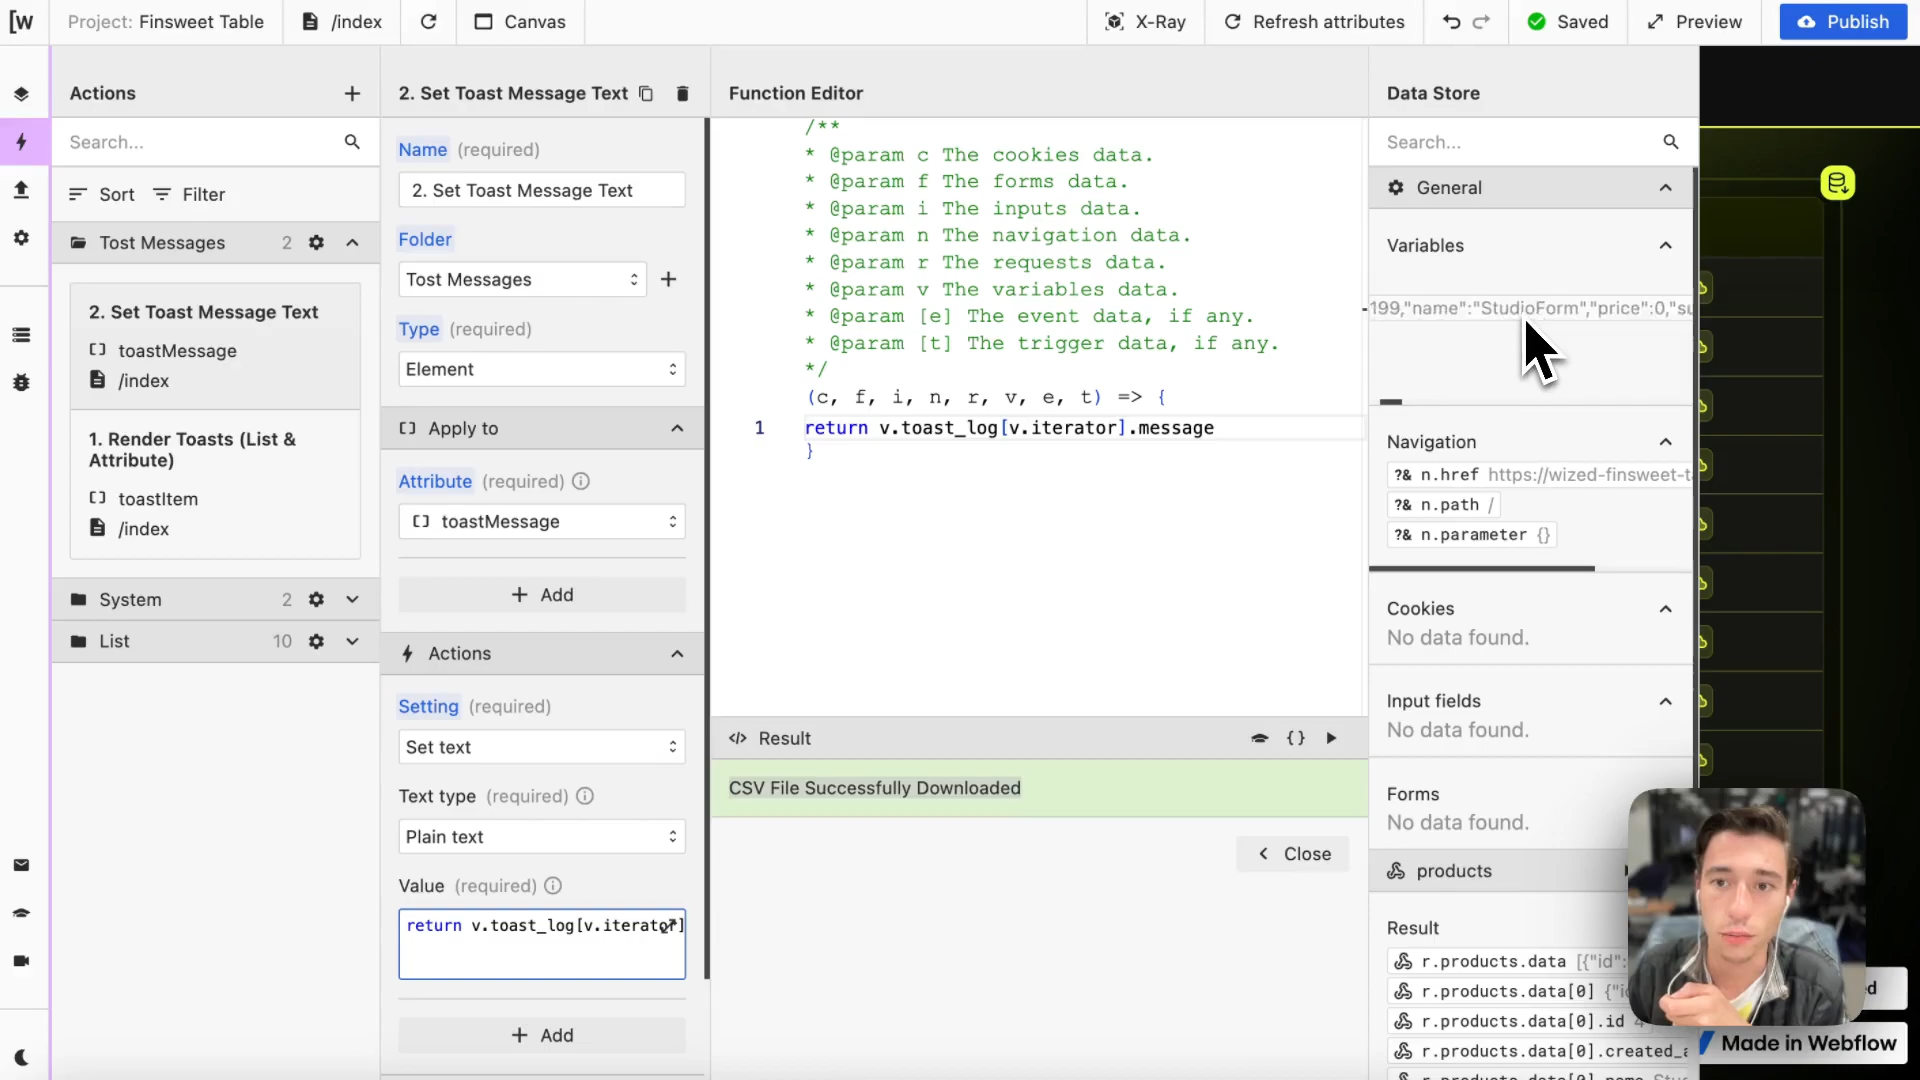 [w
Project: Finsweet Table
/index
Canvas
X-Ray
Refresh attributes
Saved
Preview
Publish
Actions
Search...
Sort
Filter
Tost Messages 2
2. Set Toast Message Text
toastMessage
/index
1. Render Toasts (List &
Attribute)
toastItem
/index
System 2
List 10
2. Set Toast Message Text
Name (required)
2. Set Toast Message Text
Folder
Tost Messages
Type (required)
Element
Apply to
Attribute (required)
toastMessage
Add
Actions
Setting (required)
Set text
Text type (required)
Plain text
Value (required)
return v.toast_log[v.iterator]
Add
Function Editor
/**
* @param c The cookies data.
* @param f The forms data.
* @param i The inputs data.
* @param n The navigation data.
* @param r The requests data.
* @param v The variables data.
* @param [e] The event data, if any.
* @param [t] The trigger data, if any.
*/
(c, f, i, n, r, v, e, t) => {
1 return v.toast_log[v.iterator].message
}
</> Result
{}
CSV File Successfully Downloaded
Close
Data Store
Search...
General
Variables
199,"name":"StudioForm","price":0,"su
Navigation
?& n.href https://wized-finsweet-t
?& n.path /
?& n.parameter {}
Cookies
No data found.
Input fields
No data found.
Forms
No data found.
products
Result
r.products.data [{"id":
r.products.data[0] {"i
r.products.data[0].id 4
r.products.data[0].created_a
Made in Webflow